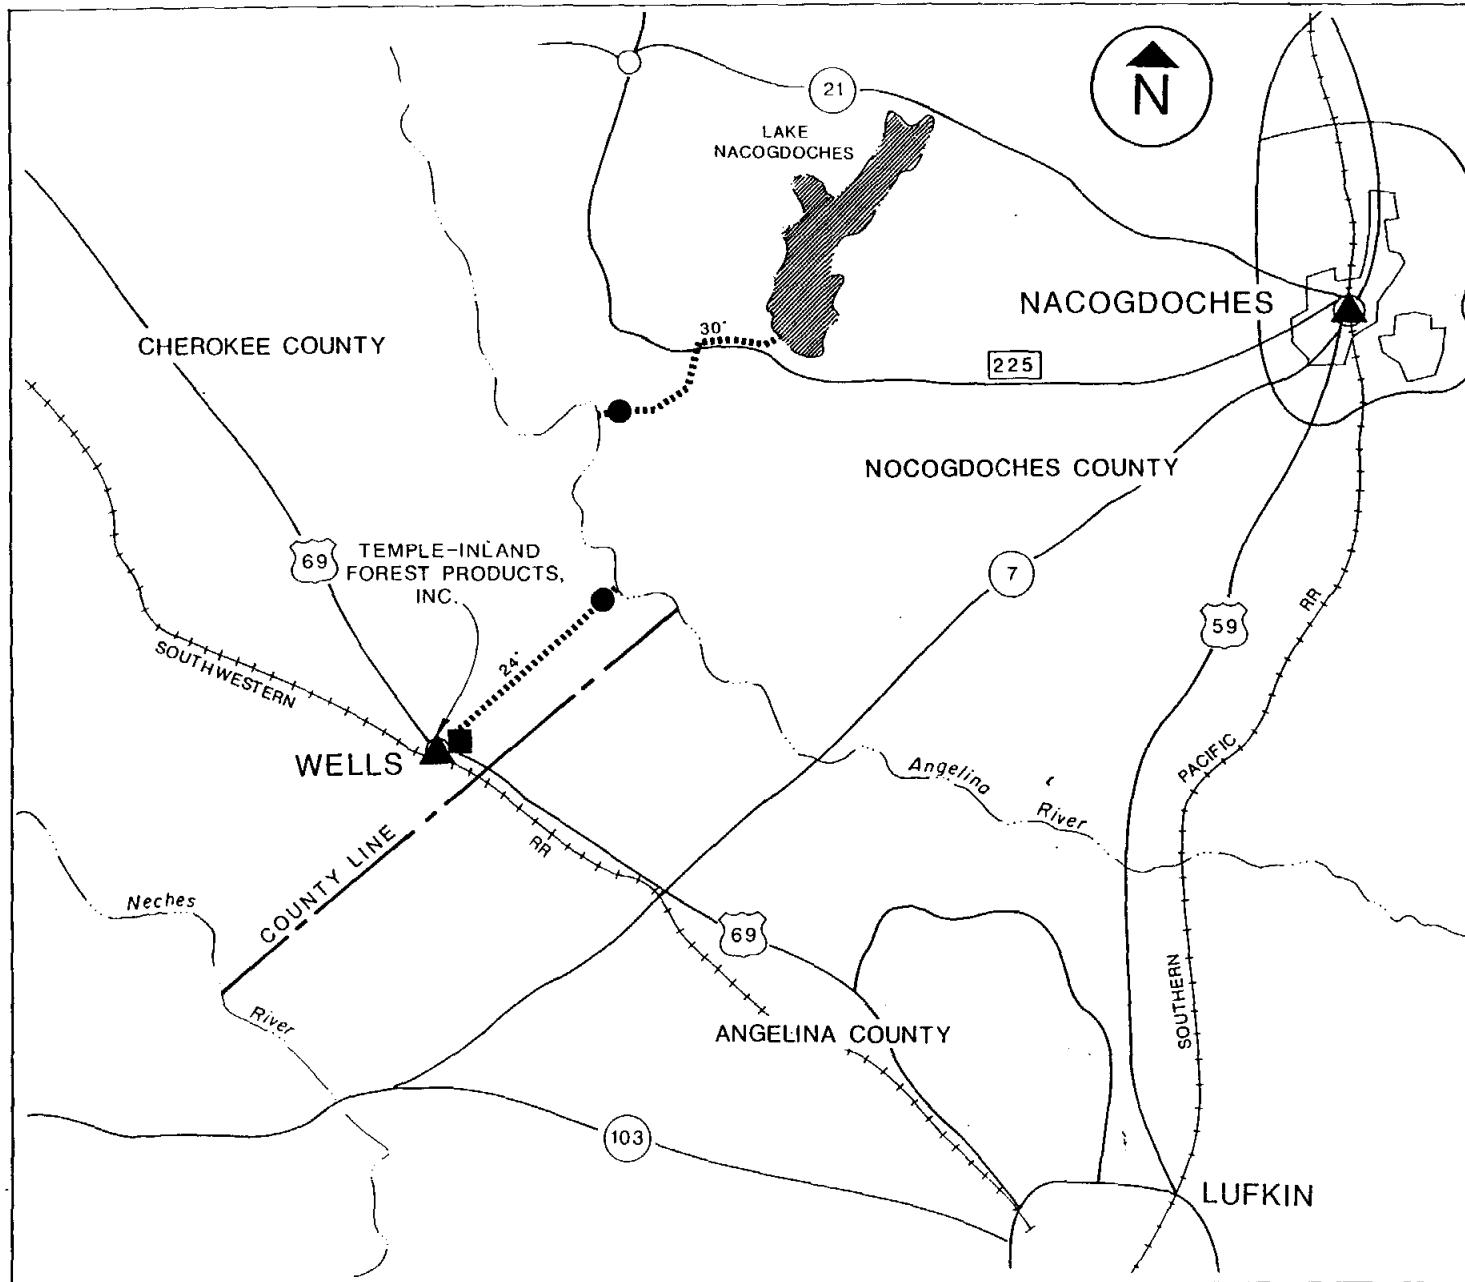 21
N
LAKE
NACOGDOCHES
NACOGDOCHES
30"
CHEROKEE COUNTY
225
NOCOGDOCHES COUNTY
69
TEMPLE-INLAND
FOREST PRODUCTS,
INC.
7
59
RR
24"
SOUTHWESTERN
WELLS
PACIFIC
Angelina
River
COUNTY LINE
RR
Neches
69
River
SOUTHERN
ANGELINA COUNTY
103
LUFKIN